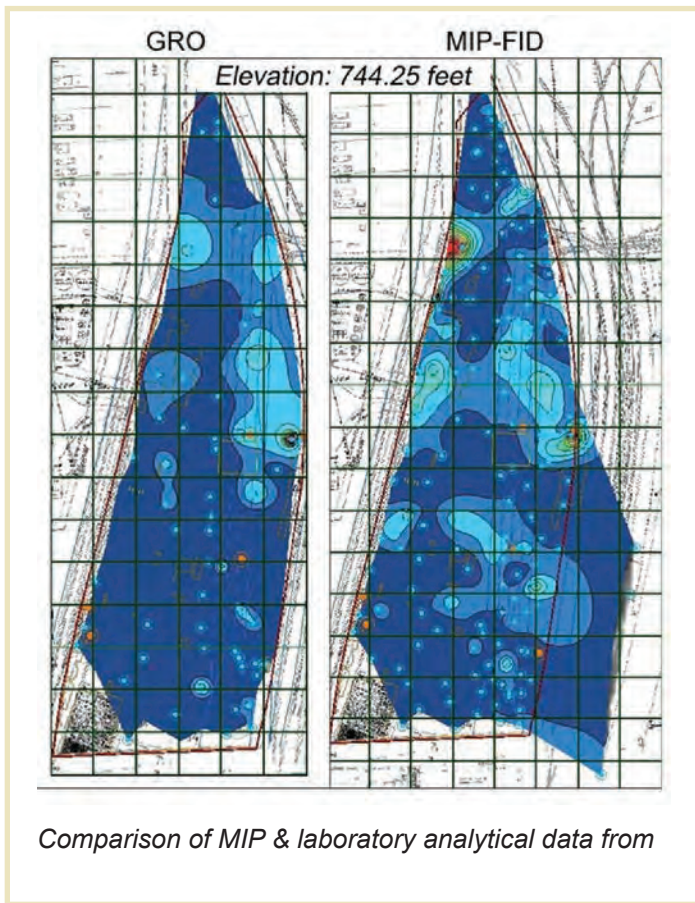 GRO
MIP-FID
Elevation: 744.25 feet
Comparison of MIP & laboratory analytical data from